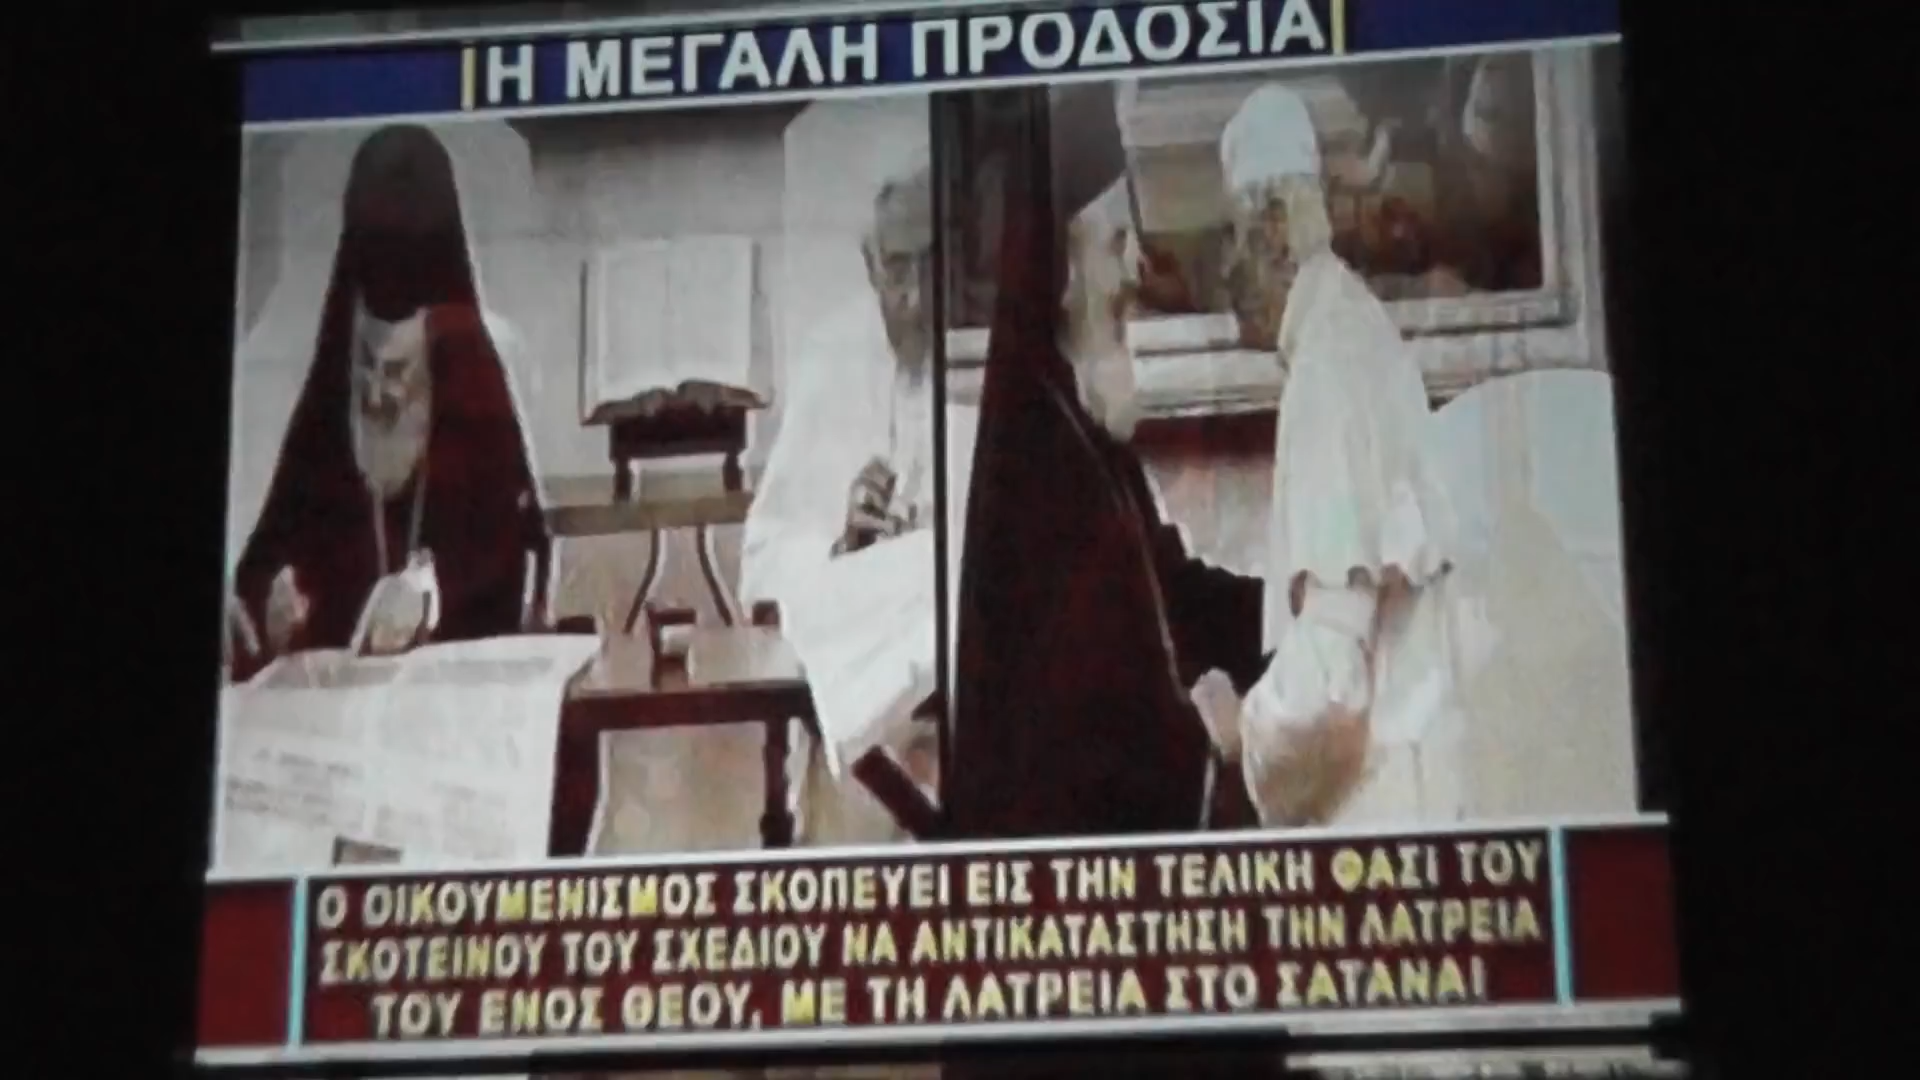 Η ΜΕΓΑΛΗ ΠΡΟΔΟΣΙΑ
Ο ΟΙΚΟΥΜΕΝΙΣΜΟΣ ΣΚΟΠΕΥΕΙ ΕΙΣ ΤΗΝ ΤΕΛΙΚΗ ΦΑΣΙ ΤΟΥ
ΣΚΟΤΕΙΝΟΥ ΤΟΥ ΣΧΕΔΙΟΥ ΝΑ ΑΝΤΙΚΑΤΑΣΤΗΣΗ ΤΗΝ ΛΑΤΡΕΙΑ
ΤΟΥ ΕΝΟΣ ΘΕΟΥ, ΜΕ ΤΗ ΛΑΤΡΕΙΑ ΣΤΟ ΣΑΤΑΝΑ!